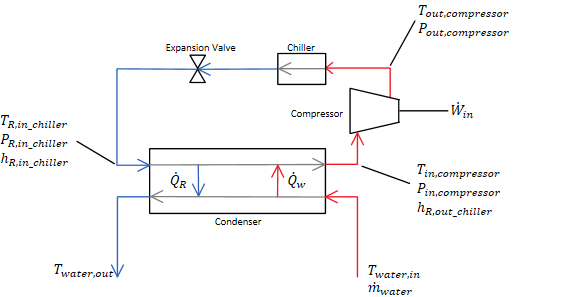 T_out,compressor
P_out,compressor
Expansion Valve
Chiller
Compressor
Ẇ_in
T_R,in_chiller
P_R,in_chiller
h_R,in_chiller
Q̇_R
Q̇_w
T_in,compressor
P_in,compressor
h_R,out_chiller
Condenser
T_water,out
T_water,in
ṁ_water